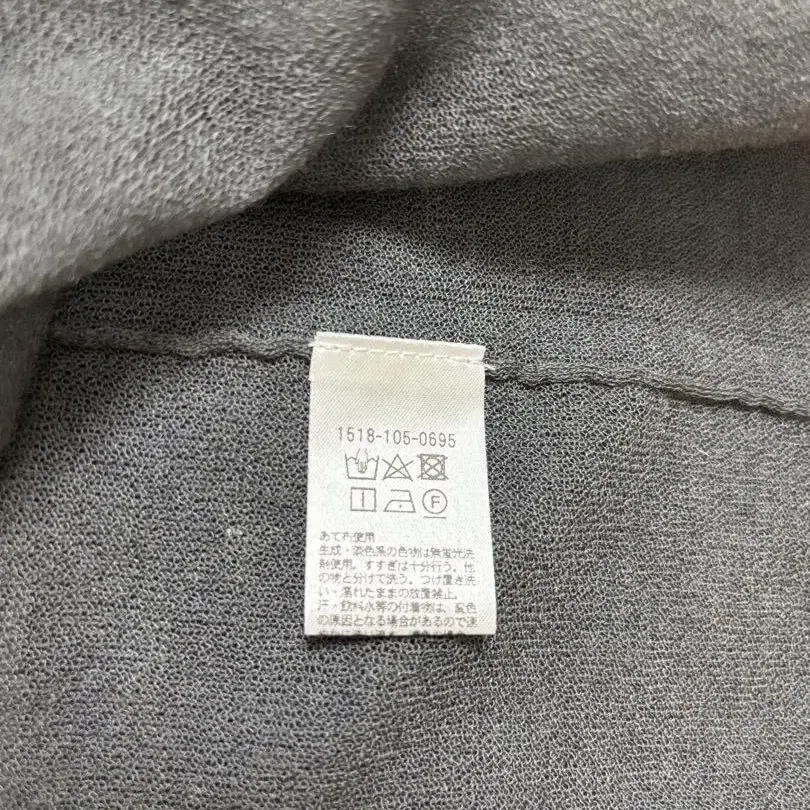 1518-105-0695
F
あて布使用
生成・淡色系の色物は無蛍光洗
剤使用。すすぎは十分行う。他
の物と分けて洗う。つけ置き洗
い・濡れたままの放置禁止。
汗・飲料水等の付着物は、変色
の原因となる場合があるので速